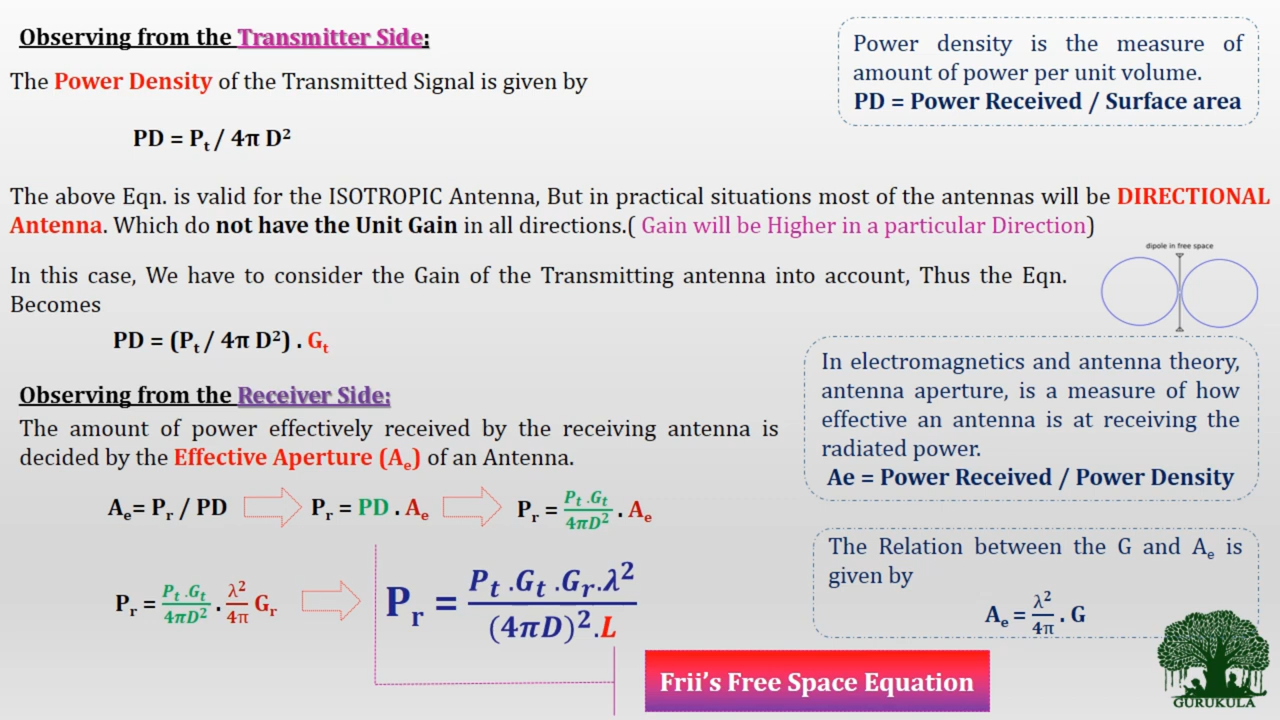 Observing from the Transmitter Side:
The Power Density of the Transmitted Signal is given by
PD = Pt / 4π D²
Power density is the measure of
amount of power per unit volume.
PD = Power Received / Surface area
The above Eqn. is valid for the ISOTROPIC Antenna, But in practical situations most of the antennas will be DIRECTIONAL
Antenna. Which do not have the Unit Gain in all directions.( Gain will be Higher in a particular Direction)
dipole in free space
In this case, We have to consider the Gain of the Transmitting antenna into account, Thus the Eqn.
Becomes
PD = (Pt / 4π D²) . Gt
In electromagnetics and antenna theory,
antenna aperture, is a measure of how
effective an antenna is at receiving the
radiated power.
Ae = Power Received / Power Density
Observing from the Receiver Side:
The amount of power effectively received by the receiving antenna is
decided by the Effective Aperture (Ae) of an Antenna.
Ae= Pr / PD Pr = PD . Ae Pr = Pt .Gt / 4πD² . Ae
The Relation between the G and Ae is
given by
Ae = λ² / 4π . G
Pr = Pt .Gt / 4πD² . λ² / 4π Gr Pr = Pt .Gt .Gr.λ² / (4πD)².L
Frii's Free Space Equation
GURUKULA